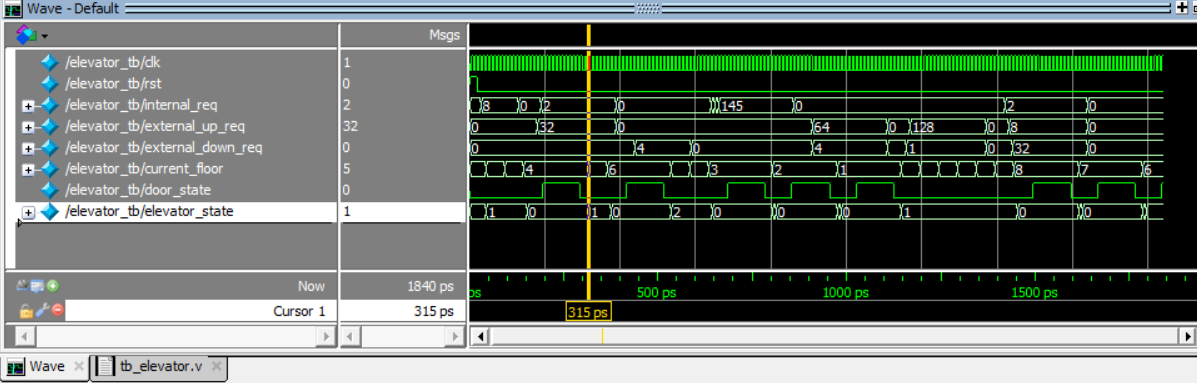 Wave - Default
Msgs
/elevator_tb/clk 1
/elevator_tb/rst 0
/elevator_tb/internal_req 2 8 0 2 0 145 0 2 0
/elevator_tb/external_up_req 32 0 32 0 64 0 128 0 8 0
/elevator_tb/external_down_req 0 0 4 0 4 1 0 32 0
/elevator_tb/current_floor 5 4 6 3 2 1 8 7 6
/elevator_tb/door_state 0
/elevator_tb/elevator_state 1 1 0 1 0 2 0 0 0 1 0 0
Now 1840 ps ps 500 ps 1000 ps 1500 ps
Cursor 1 315 ps 315 ps
Wave tb_elevator.v